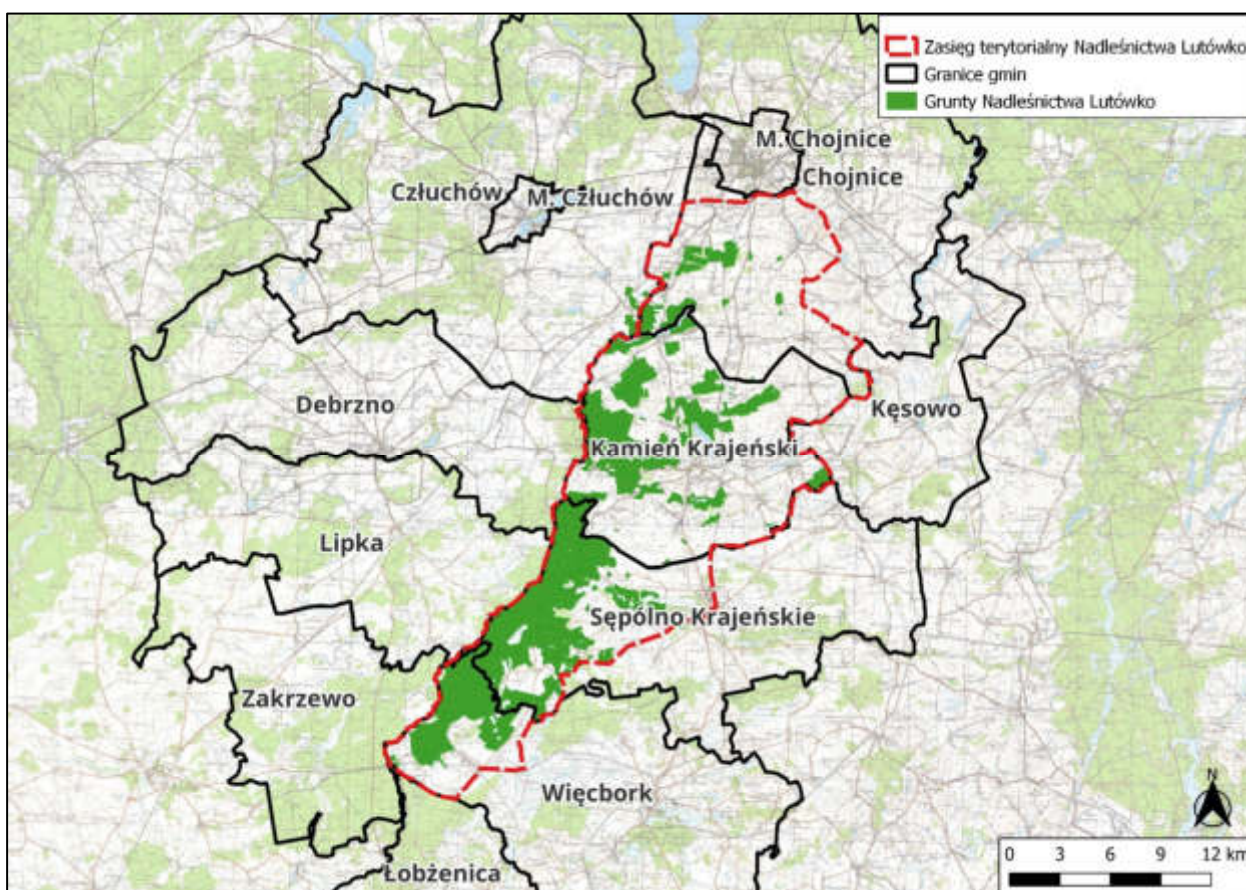 Zasięg terytorialny Nadleśnictwa Lutówko
Granice gmin
Grunty Nadleśnictwa Lutówko
M. Chojnice
Chojnice
Człuchów
M. Człuchów
Debrzno
Kęsowo
Kamień Krajeński
Lipka
Sępólno Krajeńskie
Zakrzewo
Więcbork
Łobżenica
N
0 3 6 9 12 km